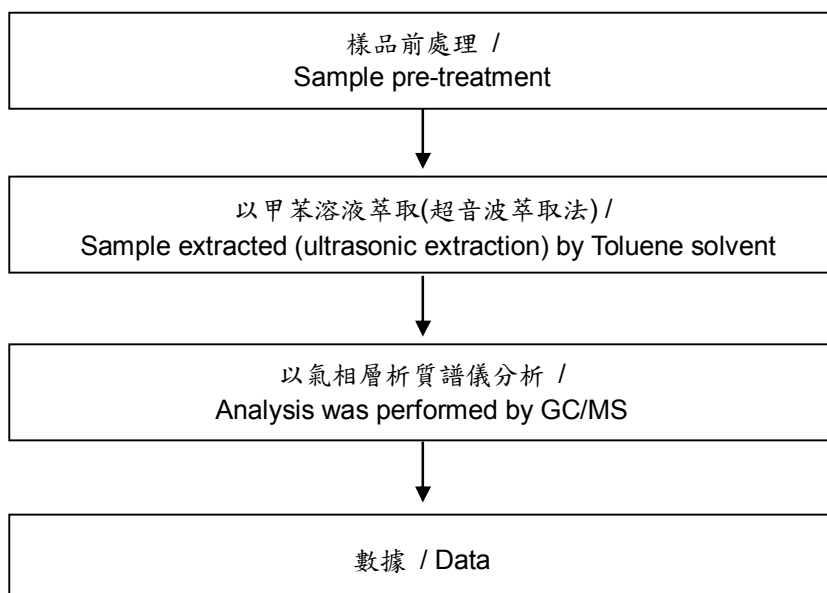 樣品前處理 /
Sample pre-treatment
以甲苯溶液萃取(超音波萃取法) /
Sample extracted (ultrasonic extraction) by Toluene solvent
以氣相層析質譜儀分析 /
Analysis was performed by GC/MS
數據 / Data